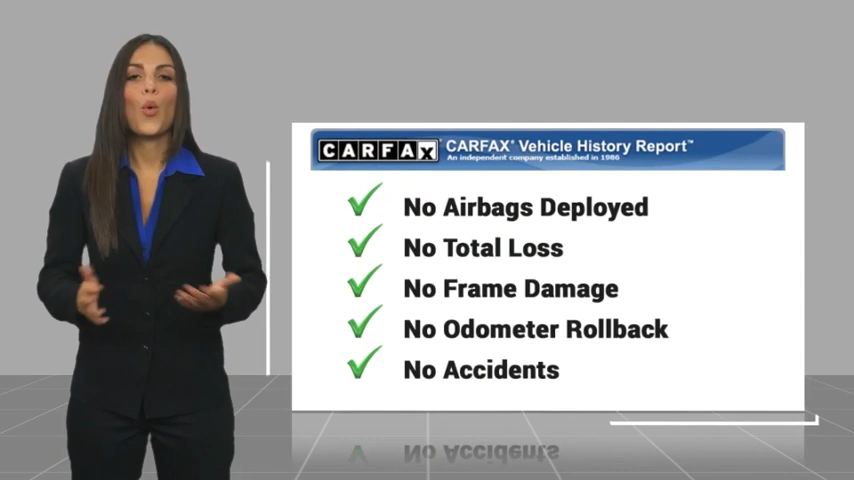 CARFAX CARFAX® Vehicle History Report™
An independent company established in 1986
No Airbags Deployed
No Total Loss
No Frame Damage
No Odometer Rollback
No Accidents
No Accidents